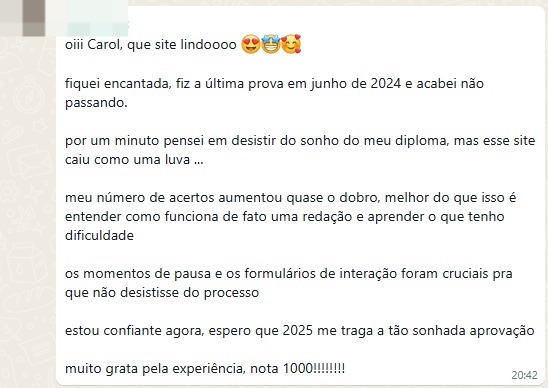 oiii Carol, que site lindoooo 😍🤩🥰
fiquei encantada, fiz a última prova em junho de 2024 e acabei não
passando.
por um minuto pensei em desistir do sonho do meu diploma, mas esse site
caiu como uma luva ...
meu número de acertos aumentou quase o dobro, melhor do que isso é
entender como funciona de fato uma redação e aprender o que tenho
dificuldade
os momentos de pausa e os formulários de interação foram cruciais pra
que não desistisse do processo
estou confiante agora, espero que 2025 me traga a tão sonhada aprovação
muito grata pela experiência, nota 1000!!!!!!!!
20:42